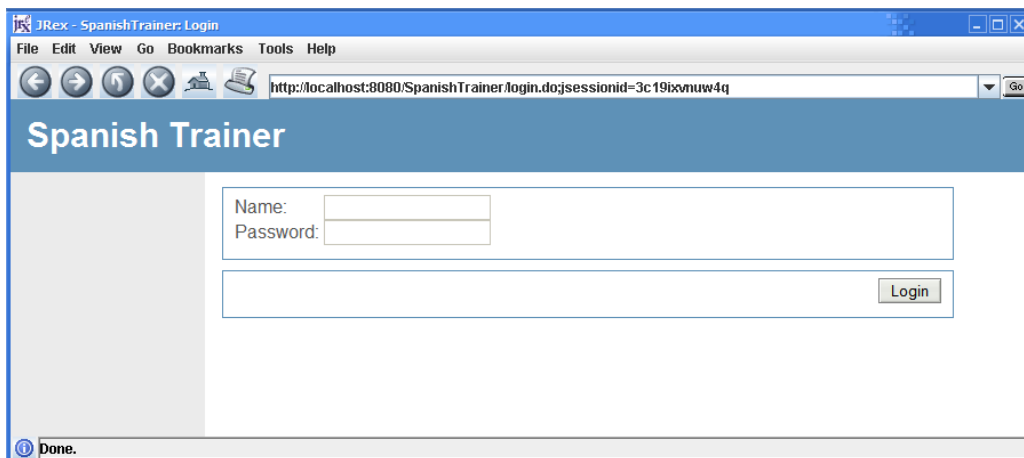 JRex - SpanishTrainer: Login
File Edit View Go Bookmarks Tools Help
http://localhost:8080/SpanishTrainer/login.do;jsessionid=3c19ixvnuw4q Go
Spanish Trainer
Name:
Password:
Login
Done.